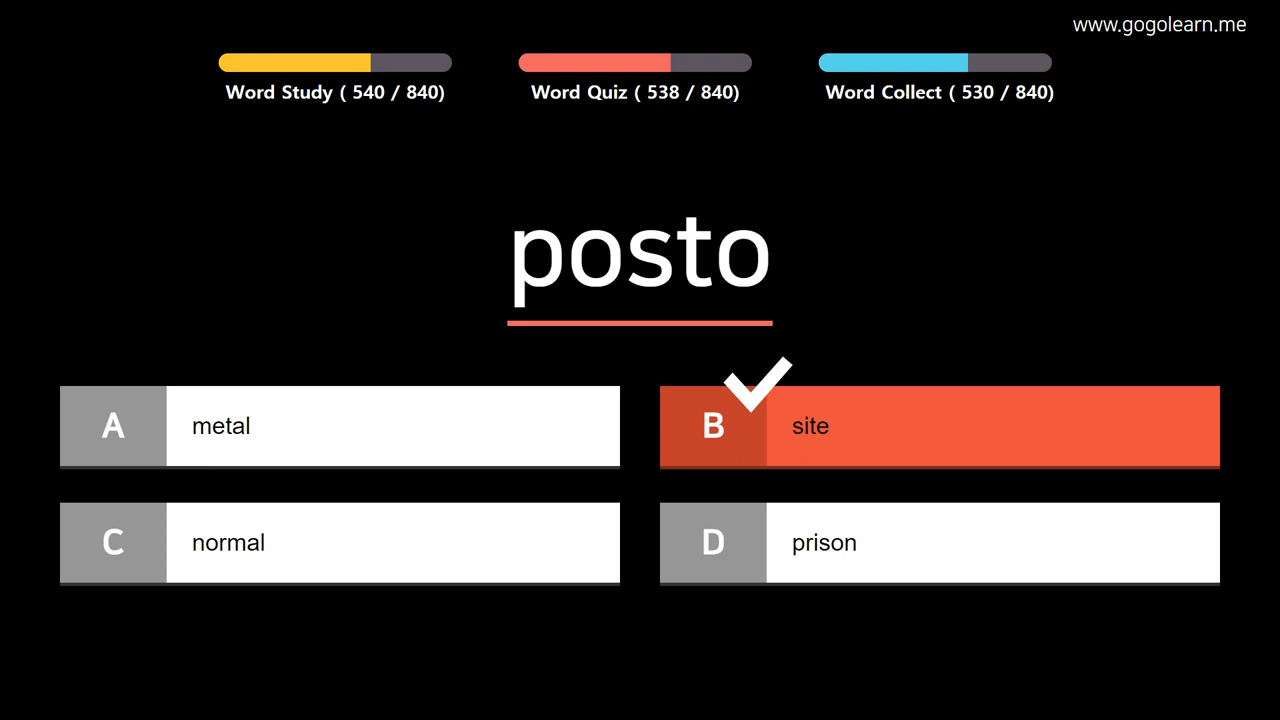 www.gogolearn.me
Word Study ( 540 / 840)
Word Quiz ( 538 / 840)
Word Collect ( 530 / 840)
posto
A metal
B site
C normal
D prison